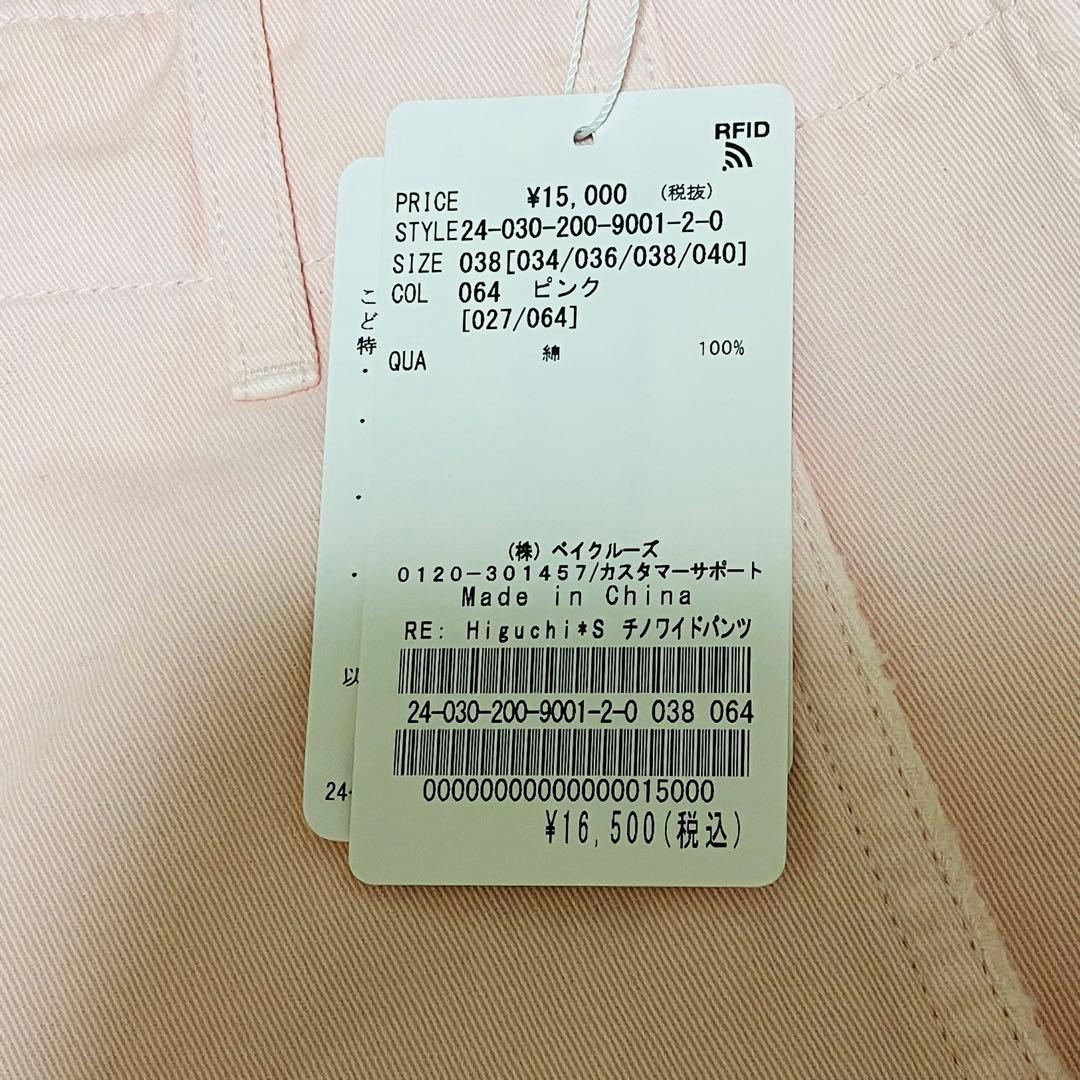 RFID
PRICE ¥15,000 (税抜)
STYLE24-030-200-9001-2-0
SIZE 038[034/036/038/040]
COL 064 ピンク
[027/064]
QUA 綿 100%
(株) ベイクルーズ
0120-301457/カスタマーサポート
Made in China
RE: Higuchi*S チノワイドパンツ
24-030-200-9001-2-0 038 064
00000000000000015000
¥16,500(税込)
こ
ど
特
・
・
・
・
以
24-